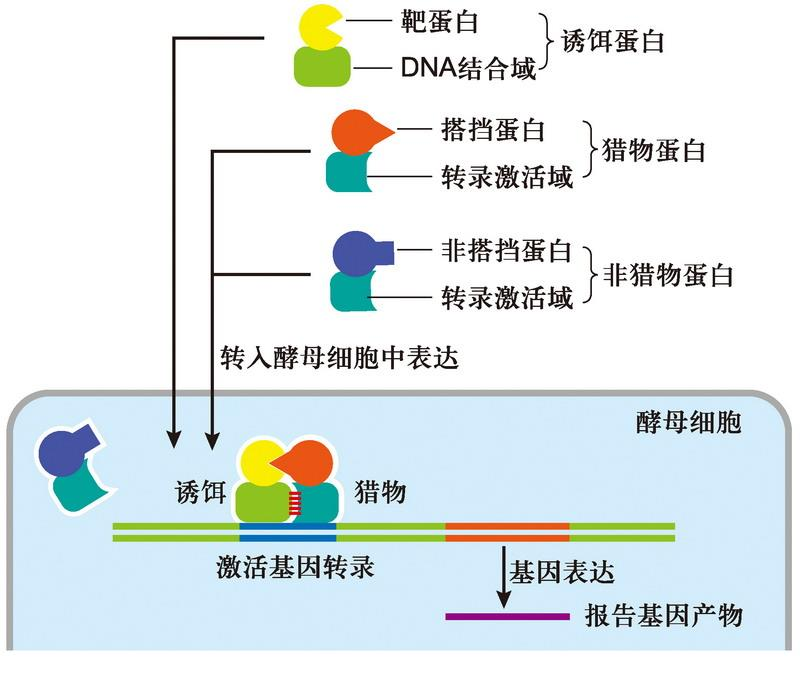 靶蛋白
DNA结合域
诱饵蛋白
搭挡蛋白
转录激活域
猎物蛋白
非搭挡蛋白
转录激活域
非猎物蛋白
转入酵母细胞中表达
酵母细胞
诱饵
猎物
激活基因转录
基因表达
报告基因产物